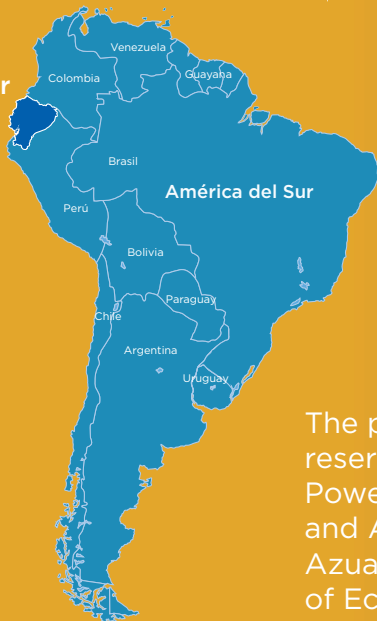 Venezuela
Colombia
Guayana
r
Brasil
América del Sur
Perú
Bolivia
Paraguay
Chile
Argentina
Uruguay
The p
reser
Powe
and A
Azua
of Ec